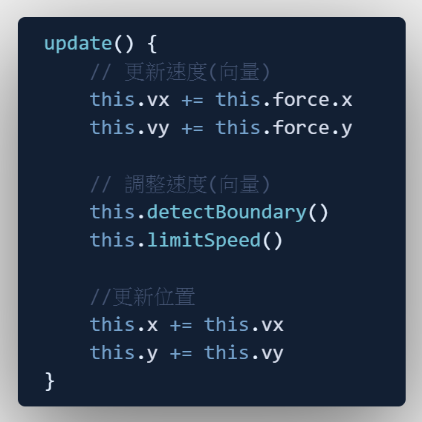 update() {
    // 更新速度(向量)
    this.vx += this.force.x
    this.vy += this.force.y

    // 調整速度(向量)
    this.detectBoundary()
    this.limitSpeed()

    //更新位置
    this.x += this.vx
    this.y += this.vy
}